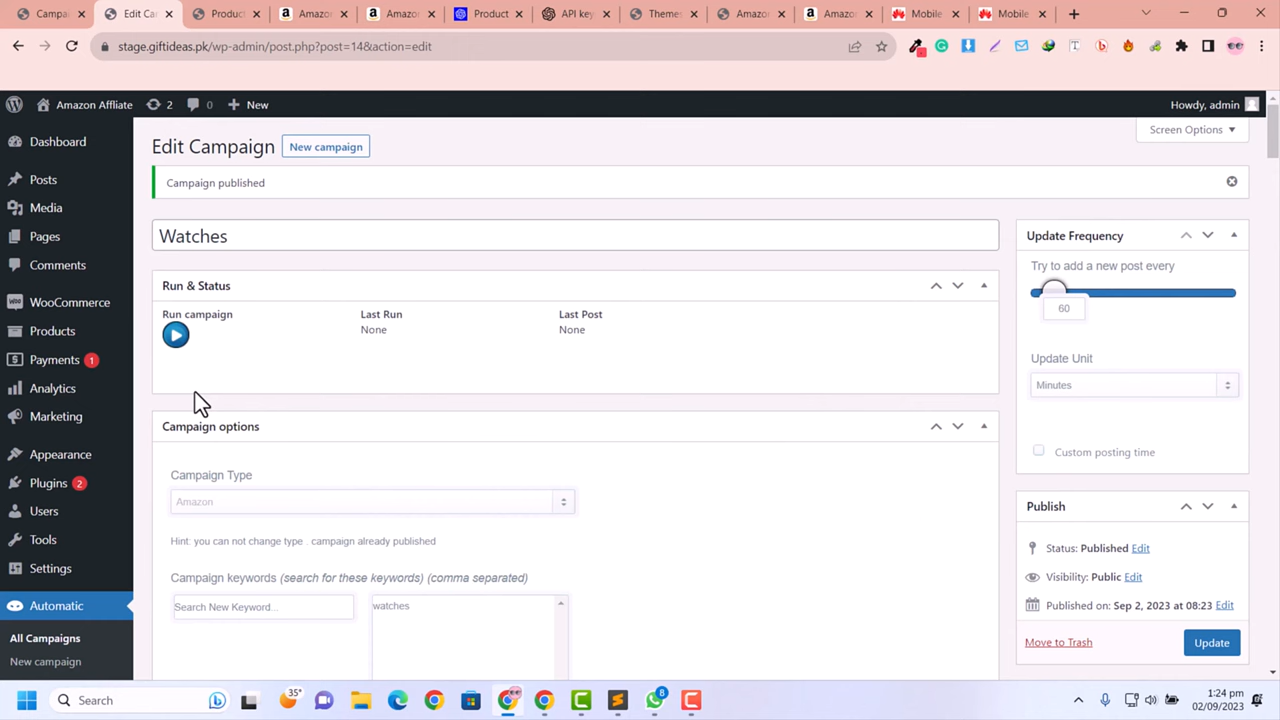 Campai
Edit Ca
Product
Amazon
Amazon
Product
API key
Themes
Amazon
Amazon
Mobile
Mobile
stage.giftideas.pk/wp-admin/post.php?post=14&action=edit
Amazon Affliate
2
0
New
Howdy, admin
Dashboard
Posts
Media
Pages
Comments
WooCommerce
Products
Payments 1
Analytics
Marketing
Appearance
Plugins 2
Users
Tools
Settings
Automatic
All Campaigns
New campaign
Screen Options
Edit Campaign
New campaign
Campaign published
Watches
Run & Status
Run campaign
Last Run
None
Last Post
None
Campaign options
Campaign Type
Amazon
Hint: you can not change type . campaign already published
Campaign keywords (search for these keywords) (comma separated)
Search New Keyword...
watches
Update Frequency
Try to add a new post every
60
Update Unit
Minutes
Custom posting time
Publish
Status: Published Edit
Visibility: Public Edit
Published on: Sep 2, 2023 at 08:23 Edit
Move to Trash
Update
Search
35°
8
1:24 pm
02/09/2023